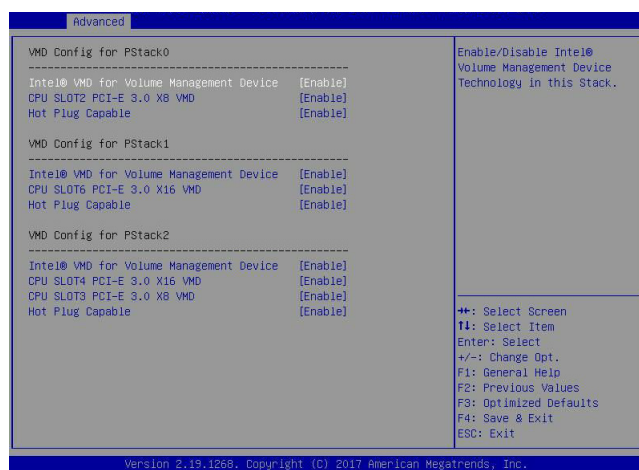 Advanced
VMD Config for PStack0
--------------------------------------------------
Intel® VMD for Volume Management Device [Enable]
CPU SLOT2 PCI-E 3.0 X8 VMD [Enable]
Hot Plug Capable [Enable]
VMD Config for PStack1
--------------------------------------------------
Intel® VMD for Volume Management Device [Enable]
CPU SLOT6 PCI-E 3.0 X16 VMD [Enable]
Hot Plug Capable [Enable]
VMD Config for PStack2
--------------------------------------------------
Intel® VMD for Volume Management Device [Enable]
CPU SLOT4 PCI-E 3.0 X16 VMD [Enable]
CPU SLOT3 PCI-E 3.0 X8 VMD [Enable]
Hot Plug Capable [Enable]
Enable/Disable Intel®
Volume Management Device
Technology in this Stack.
→←: Select Screen
↑↓: Select Item
Enter: Select
+/-: Change Opt.
F1: General Help
F2: Previous Values
F3: Optimized Defaults
F4: Save & Exit
ESC: Exit
Version 2.19.1268. Copyright (C) 2017 American Megatrends, Inc.